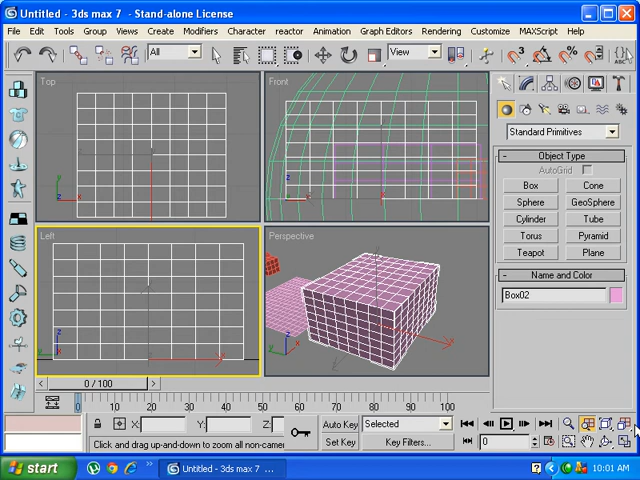 Untitled - 3ds max 7 - Stand-alone License
File Edit Tools Group Views Create Modifiers Character reactor Animation Graph Editors Rendering Customize MAXScript Help
All View
Top Front
Left Perspective
Standard Primitives
- Object Type
AutoGrid
Box Cone
Sphere GeoSphere
Cylinder Tube
Torus Pyramid
Teapot Plane
- Name and Color
Box02
z y x
z x
z y
z y x
< 0 / 100 >
0 10 20 30 40 50 60 70 80 90 100
X: Y: Z:
Auto Key Selected
Set Key Key Filters...
0
Click and drag up-and-down to zoom all non-camer
start Untitled - 3ds max 7 ... 10:01 AM